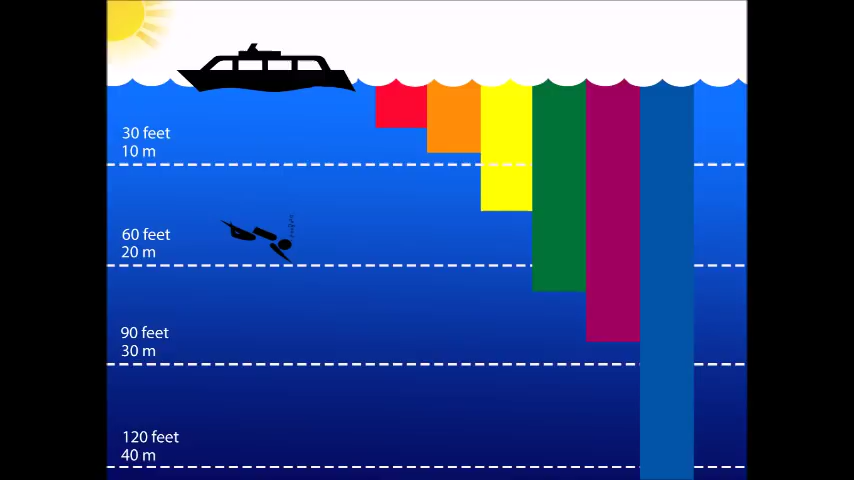 30 feet
10 m
60 feet
20 m
90 feet
30 m
120 feet
40 m